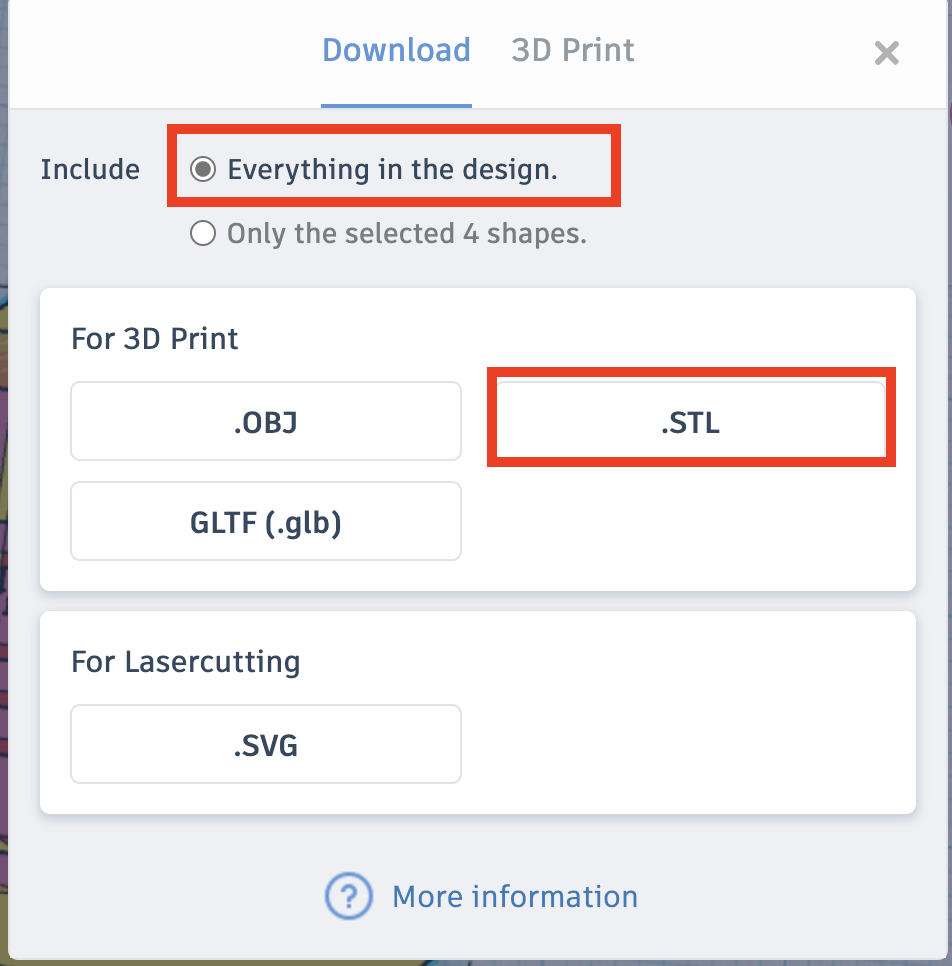 Download 3D Print
Include Everything in the design.
Only the selected 4 shapes.
For 3D Print
.OBJ .STL
GLTF (.glb)
For Lasercutting
.SVG
? More information